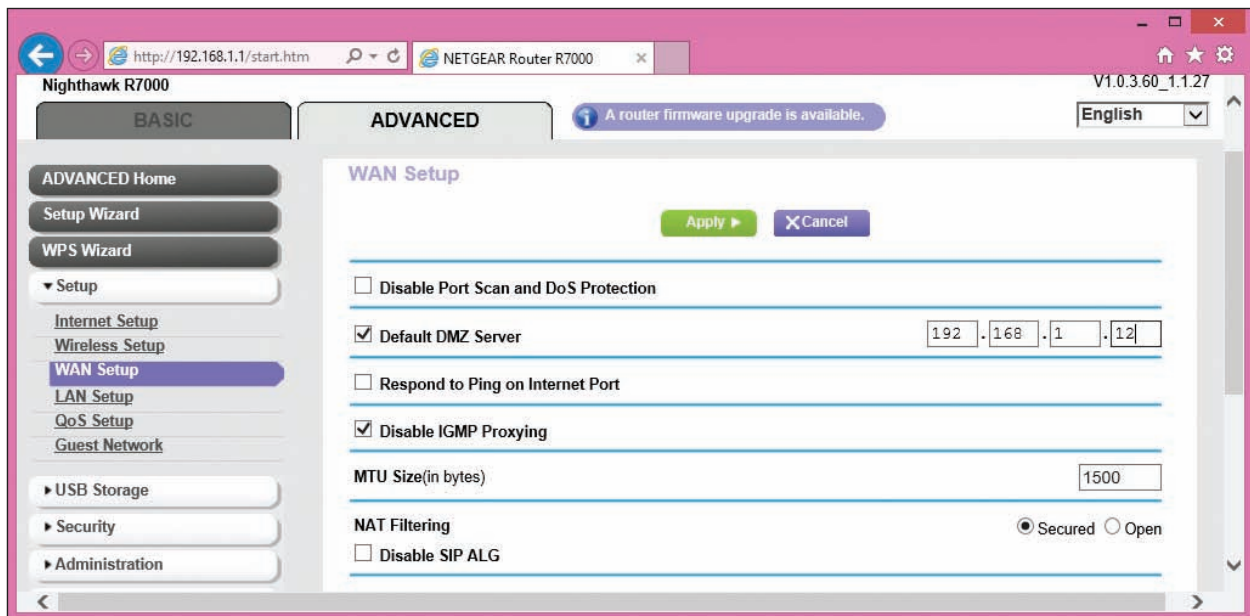 http://192.168.1.1/start.htm
NETGEAR Router R7000
Nighthawk R7000
V1.0.3.60_1.1.27
BASIC
ADVANCED
A router firmware upgrade is available.
English
ADVANCED Home
Setup Wizard
WPS Wizard
Setup
Internet Setup
Wireless Setup
WAN Setup
LAN Setup
QoS Setup
Guest Network
USB Storage
Security
Administration
WAN Setup
Apply
Cancel
Disable Port Scan and DoS Protection
Default DMZ Server 192 . 168 . 1 . 12
Respond to Ping on Internet Port
Disable IGMP Proxying
MTU Size(in bytes) 1500
NAT Filtering Secured Open
Disable SIP ALG